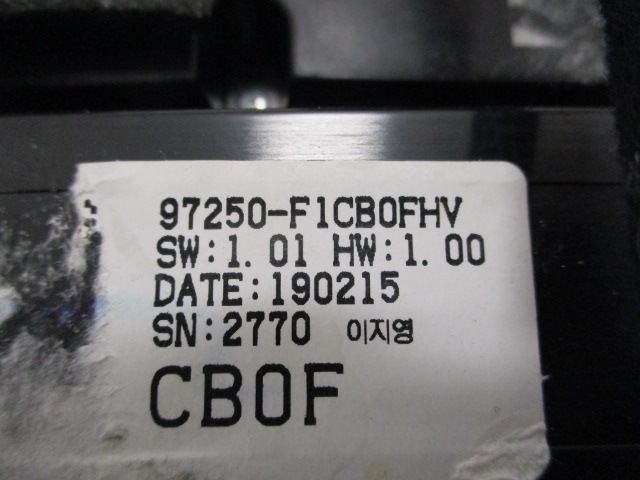 97250-F1CB0FHV
SW:1.01 HW:1.00
DATE:190215
SN:2770 이지영
CB0F